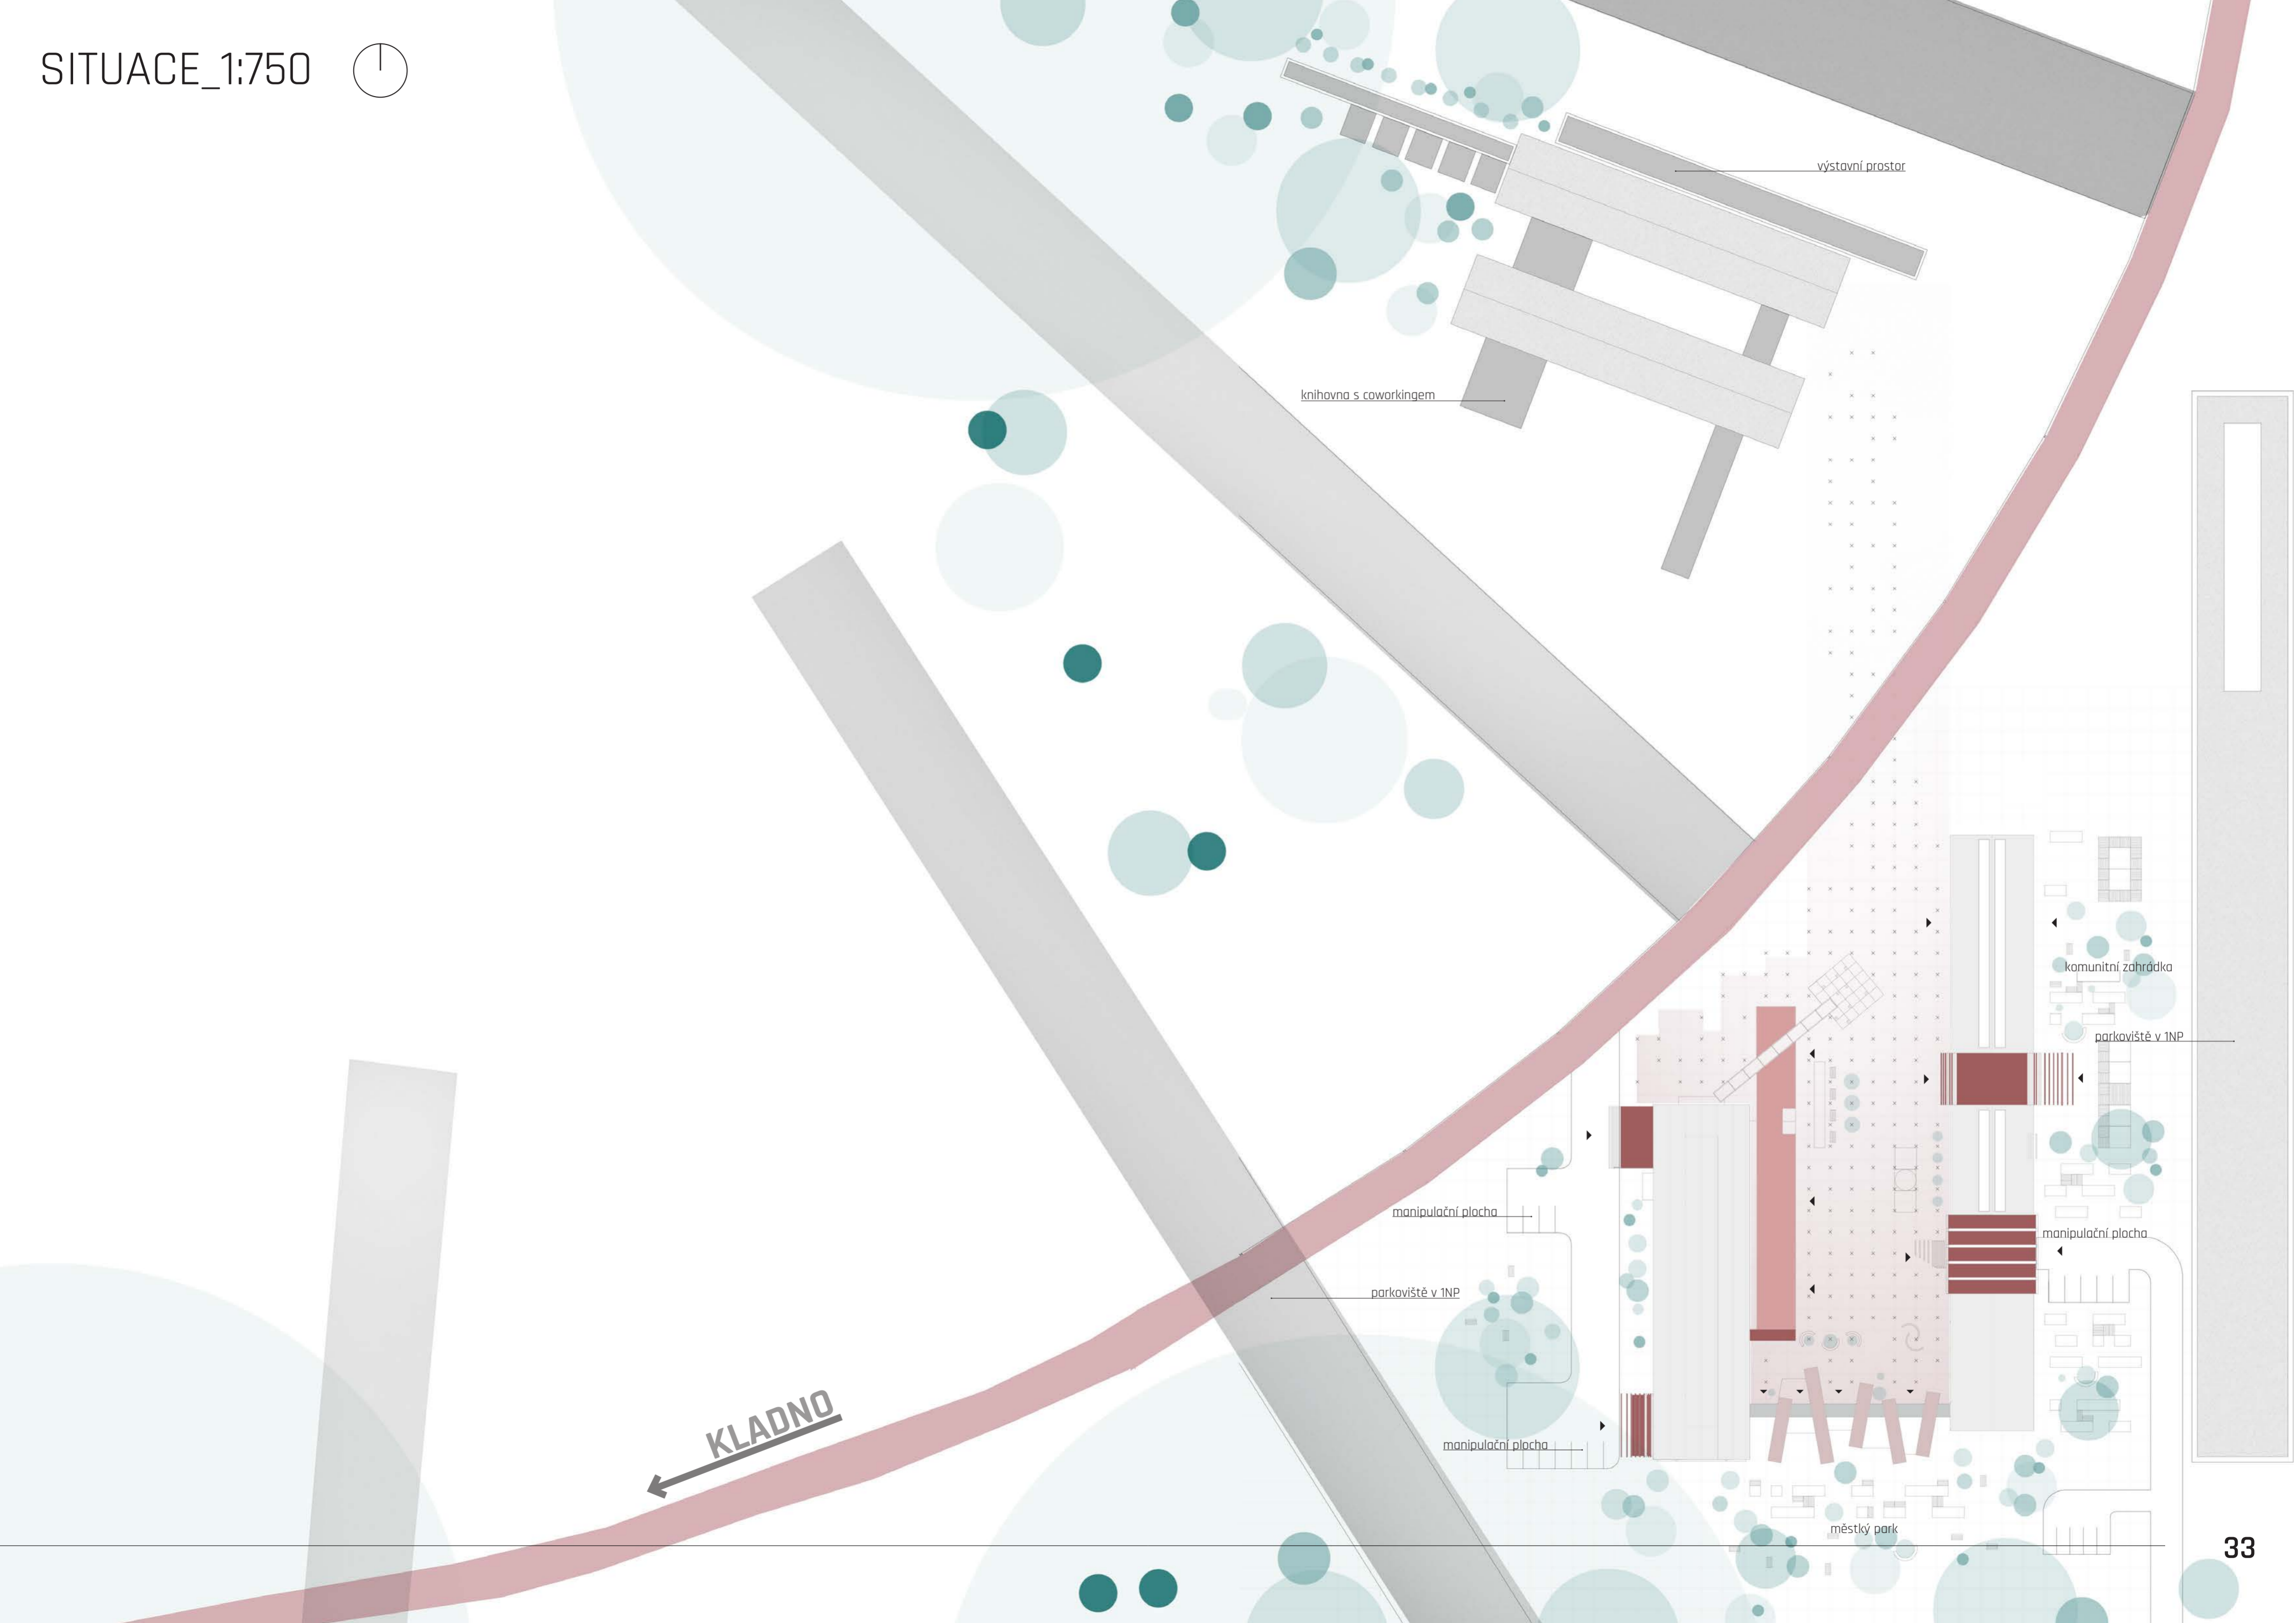 SITUACE_1:750
výstavní prostor
knihovna s coworkingem
komunitní zahrádka
parkoviště v 1NP
manipulační plocha
manipulační plocha
parkoviště v 1NP
KLADNO
manipulační plocha
městký park
33